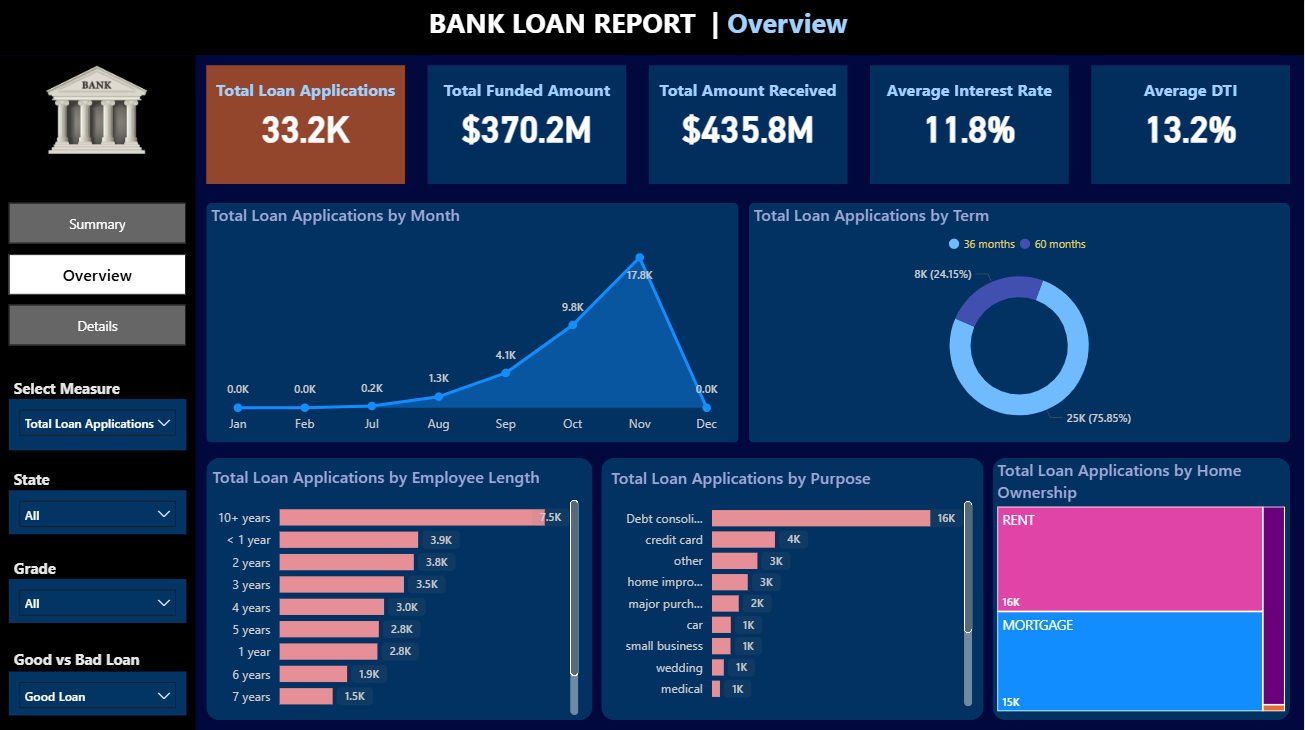 BANK LOAN REPORT | Overview
BANK
Summary
Overview
Details
Select Measure
Total Loan Applications
State
All
Grade
All
Good vs Bad Loan
Good Loan
Total Loan Applications
33.2K
Total Funded Amount
$370.2M
Total Amount Received
$435.8M
Average Interest Rate
11.8%
Average DTI
13.2%
Total Loan Applications by Month
0.0K
0.0K
0.2K
1.3K
4.1K
9.8K
17.8K
0.0K
Jan Feb Jul Aug Sep Oct Nov Dec
Total Loan Applications by Term
36 months 60 months
8K (24.15%)
25K (75.85%)
Total Loan Applications by Employee Length
10+ years 7.5K
< 1 year 3.9K
2 years 3.8K
3 years 3.5K
4 years 3.0K
5 years 2.8K
1 year 2.8K
6 years 1.9K
7 years 1.5K
Total Loan Applications by Purpose
Debt consoli... 16K
credit card 4K
other 3K
home impro... 3K
major purch... 2K
car 1K
small business 1K
wedding 1K
medical 1K
Total Loan Applications by Home
Ownership
RENT
16K
MORTGAGE
15K